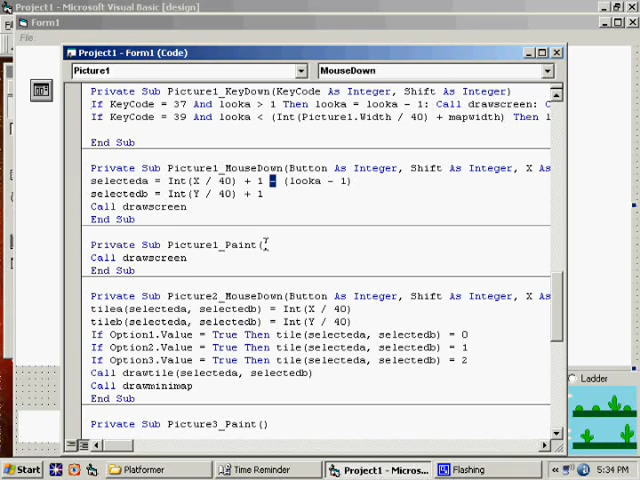 Project1 - Microsoft Visual Basic [design]
Form1
File
Project1 - Form1 (Code)
Picture1
MouseDown
Private Sub Picture1_KeyDown(KeyCode As Integer, Shift As Integer)
If KeyCode = 37 And looka > 1 Then looka = looka - 1: Call drawscreen: C
If KeyCode = 39 And looka < (Int(Picture1.Width / 40) + mapwidth) Then l
End Sub
Private Sub Picture1_MouseDown(Button As Integer, Shift As Integer, X As
selecteda = Int(X / 40) + 1 - (looka - 1)
selectedb = Int(Y / 40) + 1
Call drawscreen
End Sub
Private Sub Picture1_Paint()
Call drawscreen
End Sub
Private Sub Picture2_MouseDown(Button As Integer, Shift As Integer, X As
tilea(selecteda, selectedb) = Int(X / 40)
tileb(selecteda, selectedb) = Int(Y / 40)
If Option1.Value = True Then tile(selecteda, selectedb) = 0
If Option2.Value = True Then tile(selecteda, selectedb) = 1
If Option3.Value = True Then tile(selecteda, selectedb) = 2
Call drawtile(selecteda, selectedb)
Call drawminimap
End Sub
Private Sub Picture3_Paint()
Ladder
Start
Platformer
Time Reminder
Project1 - Micros...
Flashing
«
5:34 PM